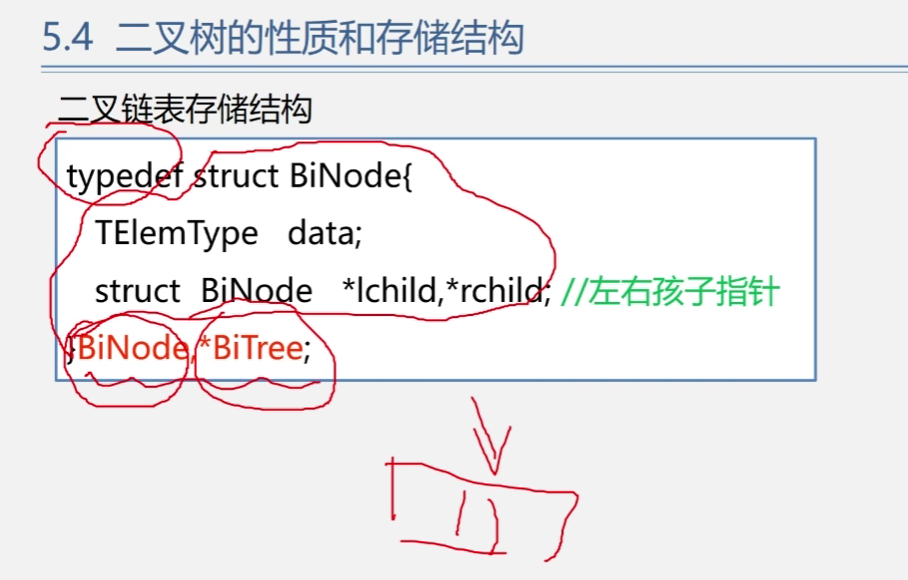 5.4 二叉树的性质和存储结构
二叉链表存储结构
typedef struct BiNode{
TElemType data;
struct BiNode *lchild,*rchild; //左右孩子指针
}BiNode,*BiTree;